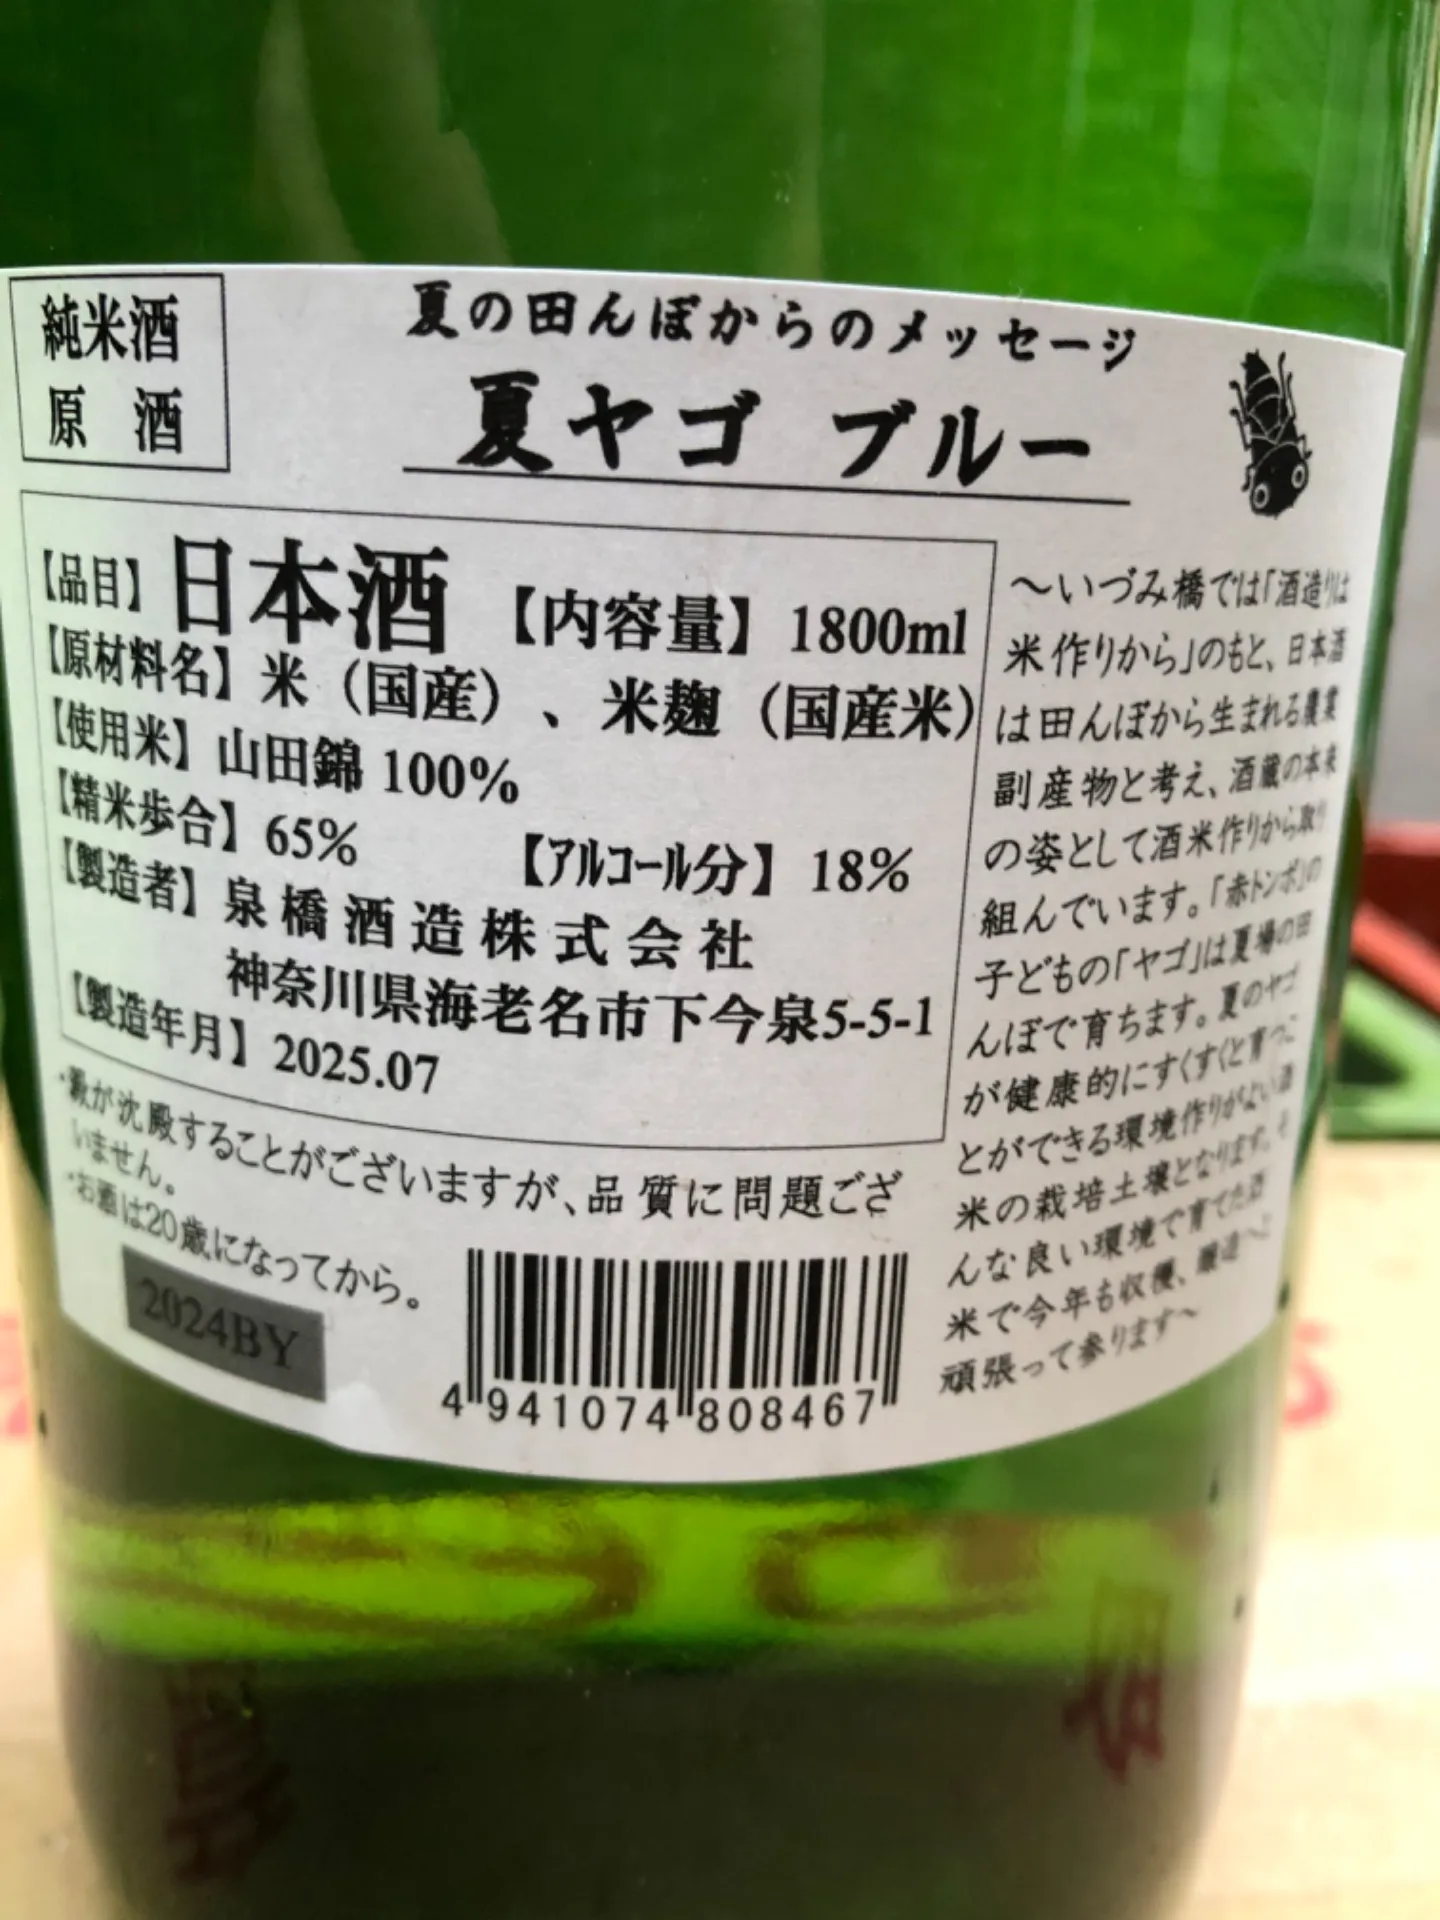 純米酒
原 酒
夏の田んぼからのメッセージ
夏ヤゴ ブルー
【品目】日本酒 【内容量】1800ml
【原材料名】米(国産)、米麹(国産米)
【使用米】山田錦 100%
【精米歩合】65% 【アルコール分】18%
【製造者】泉橋酒造株式会社
神奈川県海老名市下今泉5-5-1
【製造年月】2025.07
・澱が沈殿することがございますが、品質に問題ござ
いません。
・お酒は20歳になってから。
2024BY
4 941074 808467
～いづみ橋では「酒造りは
米作りから」のもと、日本酒
は田んぼから生まれる農業
副産物と考え、酒蔵の本来
の姿として酒米作りから取り
組んでいます。「赤トンボ」の
子どもの「ヤゴ」は夏場の田
んぼで育ちます。夏のヤゴ
が健康的にすくすくと育つこ
とができる環境作りがよい酒
米の栽培土壌となります。そ
んな良い環境で育てた酒
米で今年も収穫、醸造へと
頑張って参ります～